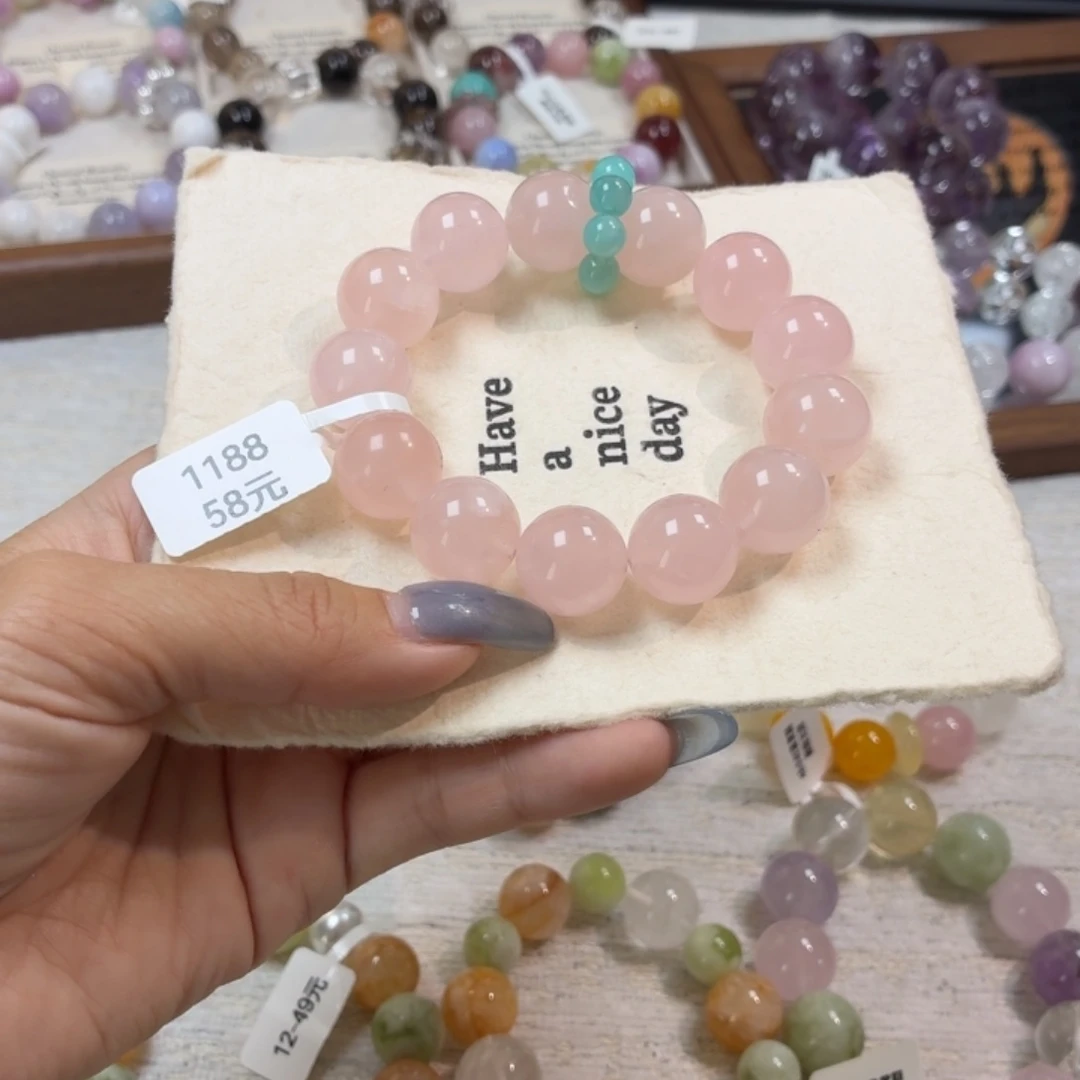 Have
a
nice
day
1188
58元
12-49元